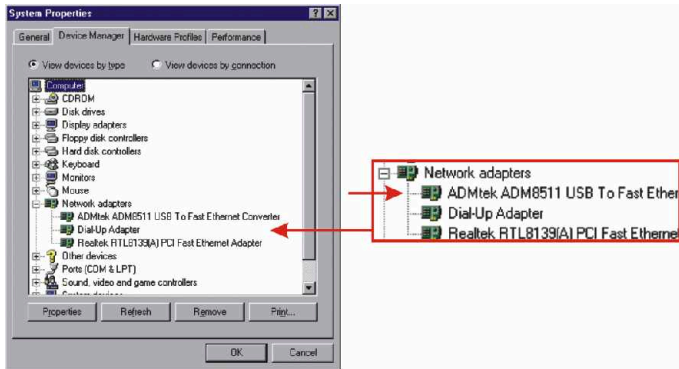 System Properties
General Device Manager Hardware Profiles Performance
View devices by type View devices by connection
Computer
CDROM
Disk drives
Display adapters
Floppy disk controllers
Hard disk controllers
Keyboard
Monitors
Mouse
Network adapters
ADMtek ADM8511 USB To Fast Ethernet Converter
Dial-Up Adapter
Realtek RTL8139(A) PCI Fast Ethernet Adapter
Other devices
Ports (COM & LPT)
Sound, video and game controllers
System devices
Properties Refresh Remove Print...
OK Cancel
Network adapters
ADMtek ADM8511 USB To Fast Ether
Dial-Up Adapter
Realtek RTL8139(A) PCI Fast Ethernet